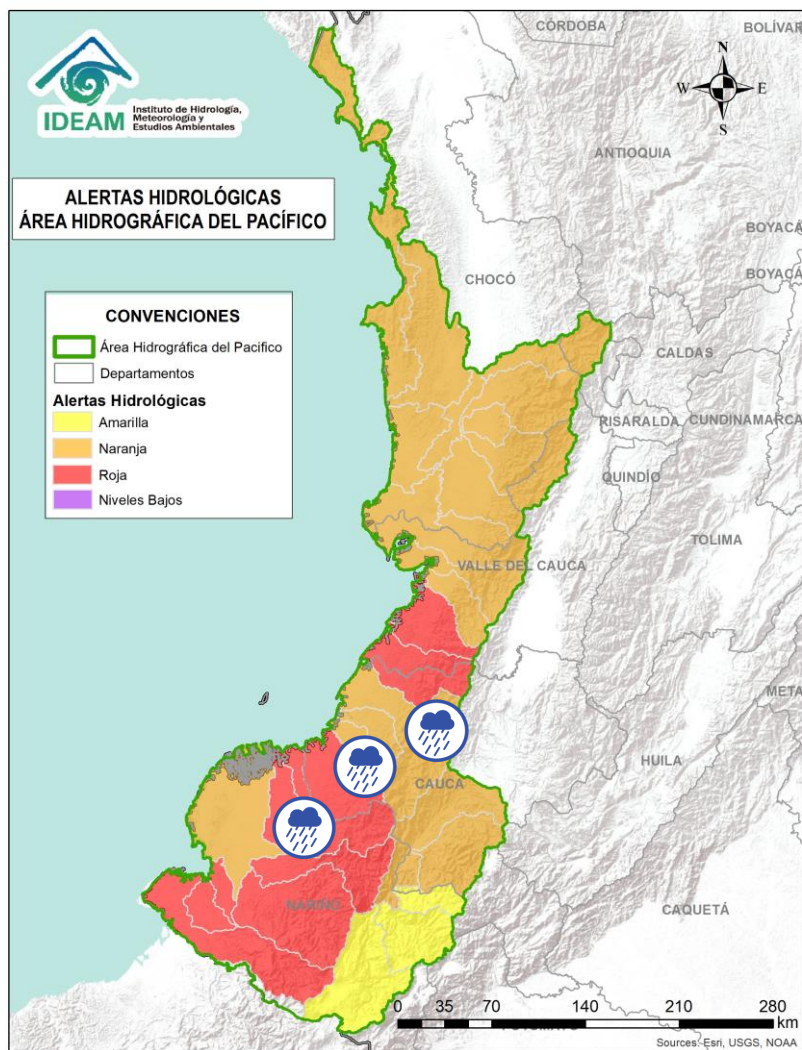 CÓRDOBA
BOLÍVAR
IDEAM
Instituto de Hidrología,
Meteorología y
Estudios Ambientales
N
W
E
S
ANTIOQUIA
ALERTAS HIDROLÓGICAS
ÁREA HIDROGRÁFICA DEL PACÍFICO
BOYACÁ
BOYACÁ
CHOCÓ
CONVENCIONES
Área Hidrográfica del Pacifico
Departamentos
Alertas Hidrológicas
Amarilla
Naranja
Roja
Niveles Bajos
CALDAS
RISARALDA
CUNDINAMARCA
QUINDÍO
TOLIMA
VALLE DEL CAUCA
META
HUILA
CAUCA
NARIÑO
CAQUETÁ
0 35 70 140 210 280
km
Sources: Esri, USGS, NOAA